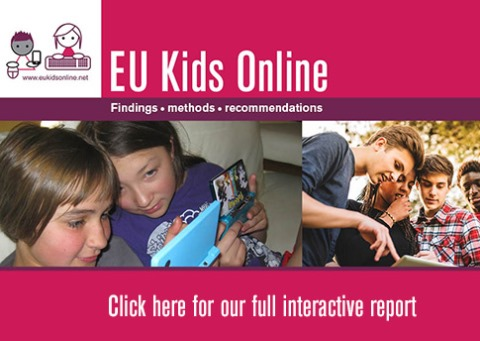 www.eukidsonline.net
EU Kids Online
Findings • methods • recommendations
Click here for our full interactive report